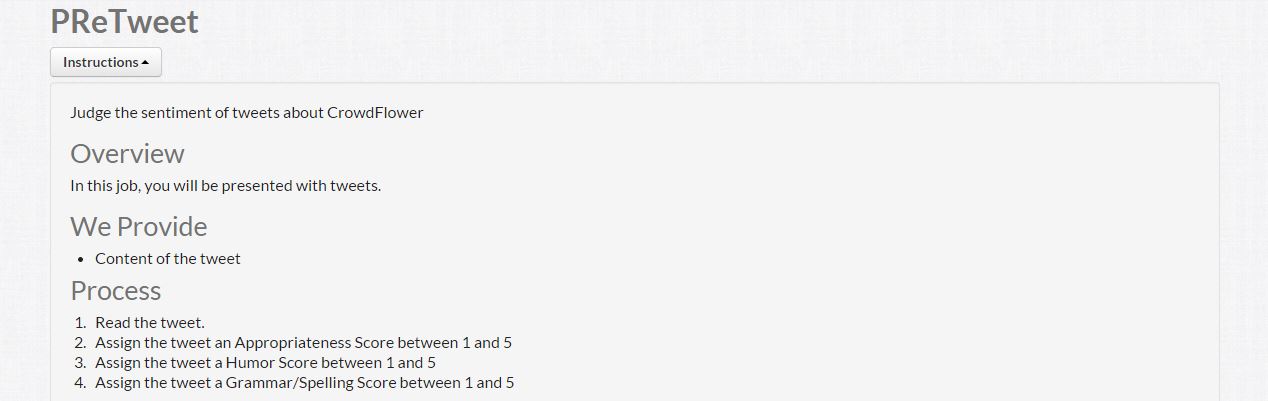 PReTweet
Instructions
Judge the sentiment of tweets about CrowdFlower
Overview
In this job, you will be presented with tweets.
We Provide
• Content of the tweet
Process
1. Read the tweet.
2. Assign the tweet an Appropriateness Score between 1 and 5
3. Assign the tweet a Humor Score between 1 and 5
4. Assign the tweet a Grammar/Spelling Score between 1 and 5